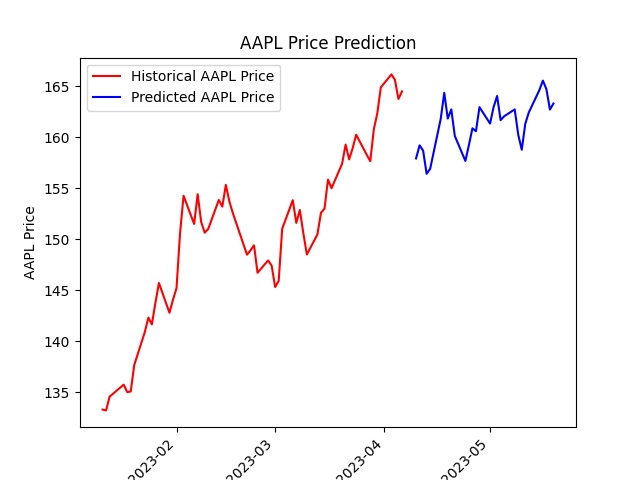 AAPL Price Prediction
Historical AAPL Price
Predicted AAPL Price
AAPL Price
165
160
155
150
145
140
135
2023-02
2023-03
2023-04
2023-05